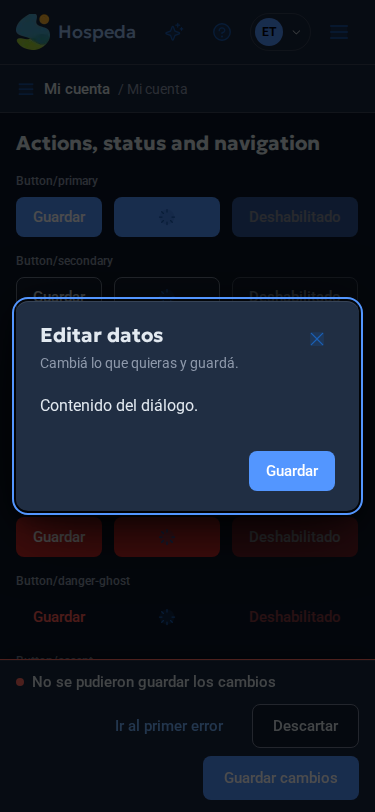 Hospeda
ET
Mi cuenta / Mi cuenta
Actions, status and navigation
Button/primary
Guardar
Deshabilitado
Button/secondary
Guardar
Deshabilitado
Editar datos
Cambiá lo que quieras y guardá.
Contenido del diálogo.
Guardar
Guardar
Deshabilitado
Button/danger-ghost
Guardar
Deshabilitado
No se pudieron guardar los cambios
Ir al primer error
Descartar
Guardar cambios